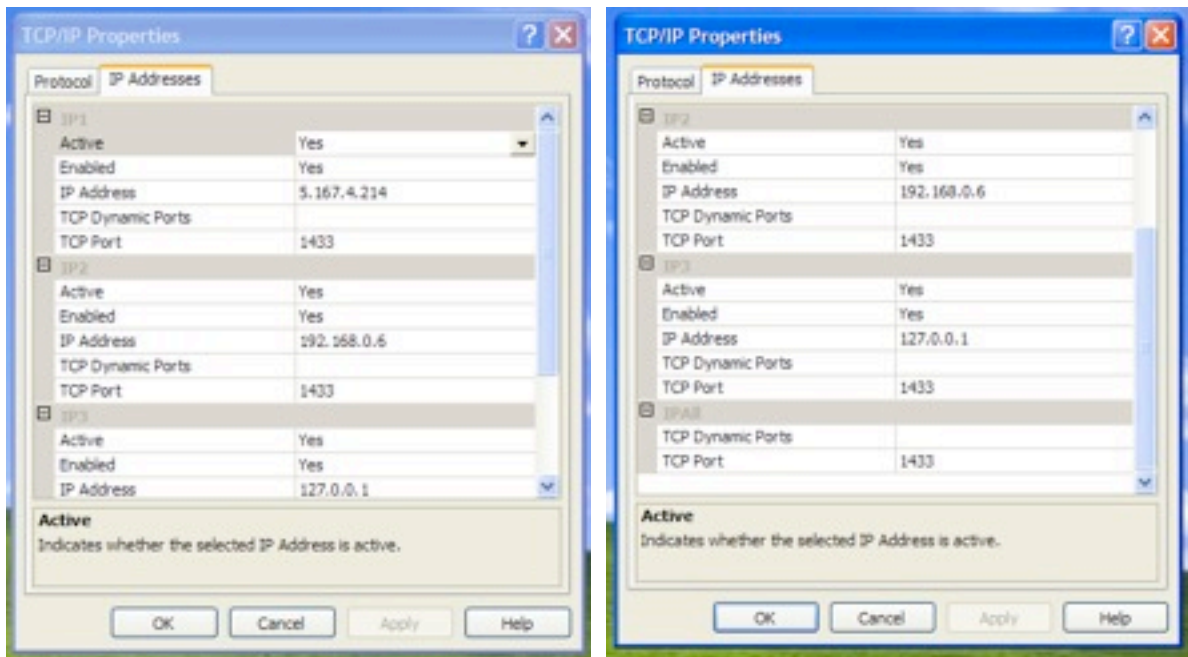 TCP/IP Properties
Protocol IP Addresses
IP1
Active Yes
Enabled Yes
IP Address 5.167.4.214
TCP Dynamic Ports
TCP Port 1433
IP2
Active Yes
Enabled Yes
IP Address 192.168.0.6
TCP Dynamic Ports
TCP Port 1433
IP3
Active Yes
Enabled Yes
IP Address 127.0.0.1
Active
Indicates whether the selected IP Address is active.
OK Cancel Apply Help
TCP/IP Properties
Protocol IP Addresses
IP2
Active Yes
Enabled Yes
IP Address 192.168.0.6
TCP Dynamic Ports
TCP Port 1433
IP3
Active Yes
Enabled Yes
IP Address 127.0.0.1
TCP Dynamic Ports
TCP Port 1433
IPAll
TCP Dynamic Ports
TCP Port 1433
Active
Indicates whether the selected IP Address is active.
OK Cancel Apply Help